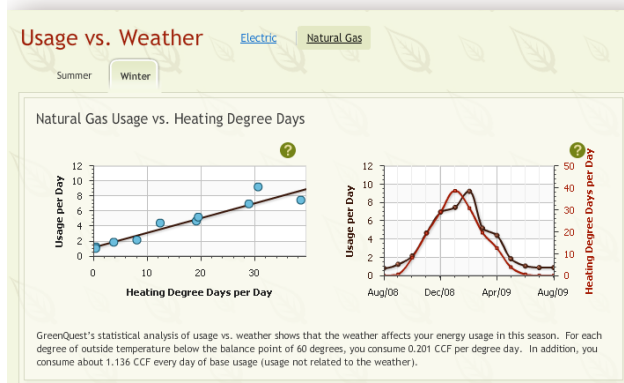 Usage vs. Weather
Electric
Natural Gas
Summer
Winter
Natural Gas Usage vs. Heating Degree Days
?
?
Usage per Day
12
10
8
6
4
2
0
0
10
20
30
Heating Degree Days per Day
Usage per Day
12
10
8
6
4
2
0
50
40
30
20
10
0
Heating Degree Days per Day
Aug/08
Dec/08
Apr/09
Aug/09
GreenQuest's statistical analysis of usage vs. weather shows that the weather affects your energy usage in this season. For each
degree of outside temperature below the balance point of 60 degrees, you consume 0.201 CCF per degree day. In addition, you
consume about 1.136 CCF every day of base usage (usage not related to the weather).